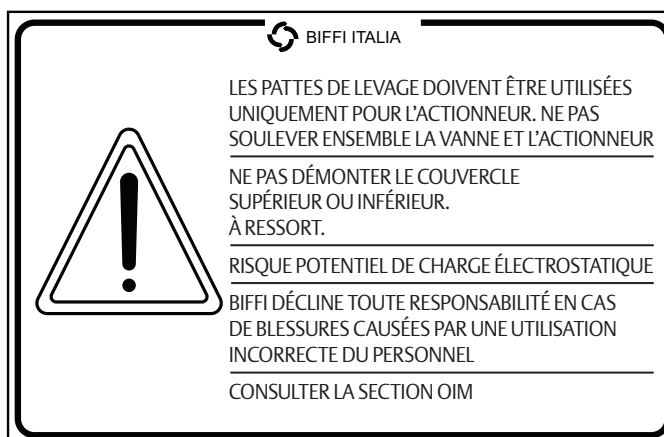 BIFFI ITALIA
LES PATTES DE LEVAGE DOIVENT ÊTRE UTILISÉES
UNIQUEMENT POUR L'ACTIONNEUR. NE PAS
SOULEVER ENSEMBLE LA VANNE ET L'ACTIONNEUR
NE PAS DÉMONTER LE COUVERCLE
SUPÉRIEUR OU INFÉRIEUR.
À RESSORT.
RISQUE POTENTIEL DE CHARGE ÉLECTROSTATIQUE
BIFFI DÉCLINE TOUTE RESPONSABILITÉ EN CAS
DE BLESSURES CAUSÉES PAR UNE UTILISATION
INCORRECTE DU PERSONNEL
CONSULTER LA SECTION OIM